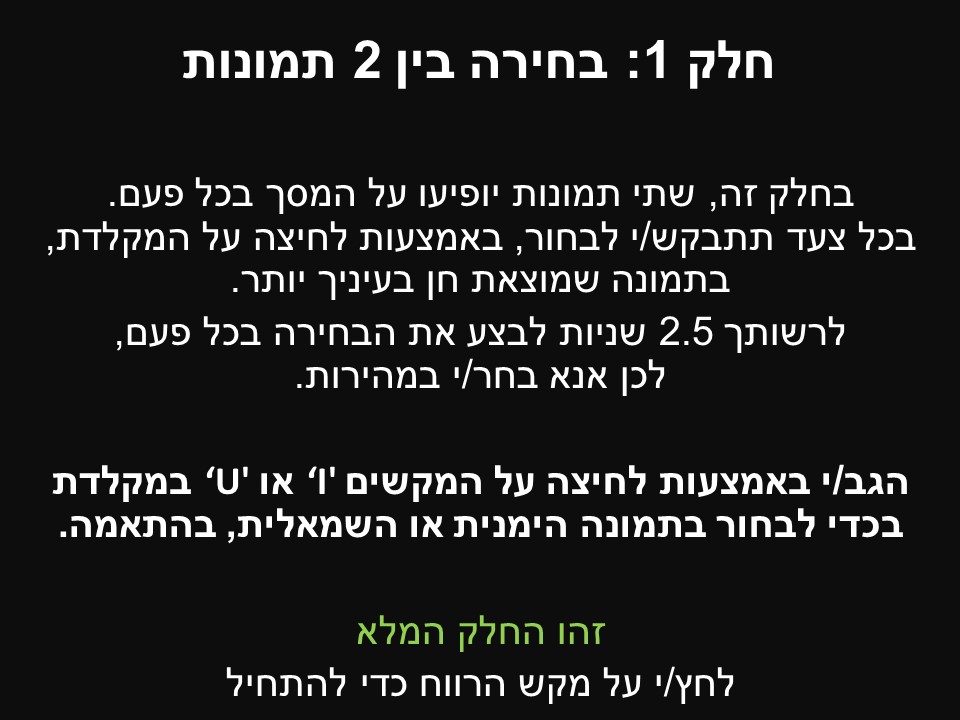 חלק 1: בחירה בין 2 תמונות
בחלק זה, שתי תמונות יופיעו על המסך בכל פעם.
בכל צעד תתבקש/י לבחור, באמצעות לחיצה על המקלדת,
בתמונה שמוצאת חן בעיניך יותר.
לרשותך 2.5 שניות לבצע את הבחירה בכל פעם,
לכן אנא בחר/י במהירות.
הגב/י באמצעות לחיצה על המקשים 'I‘ או 'U‘ במקלדת
בכדי לבחור בתמונה הימנית או השמאלית, בהתאמה.
זהו החלק המלא
לחץ/י על מקש הרווח כדי להתחיל